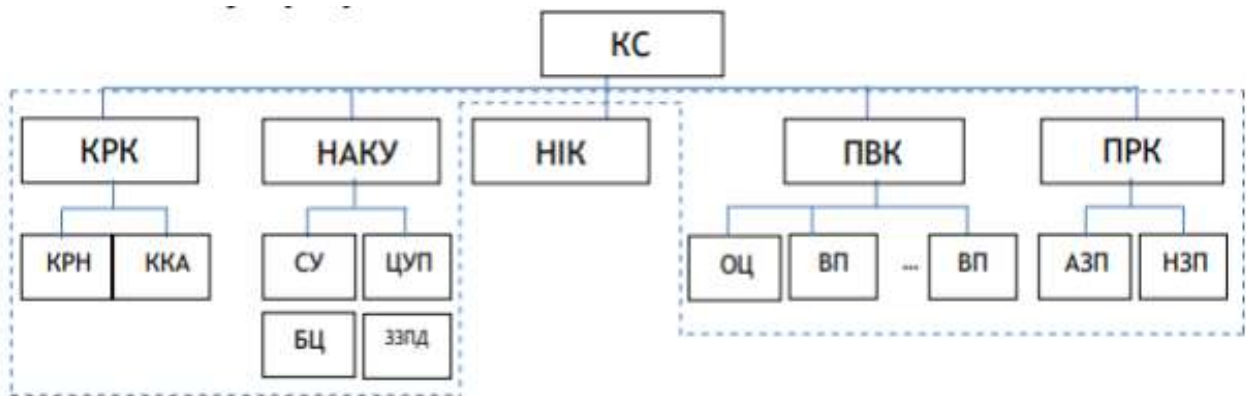 КС
КРК НАКУ НІК ПВК ПРК
КРН ККА СУ ЦУП ОЦ ВП ... ВП АЗП НЗП
БЦ ЗЗПД